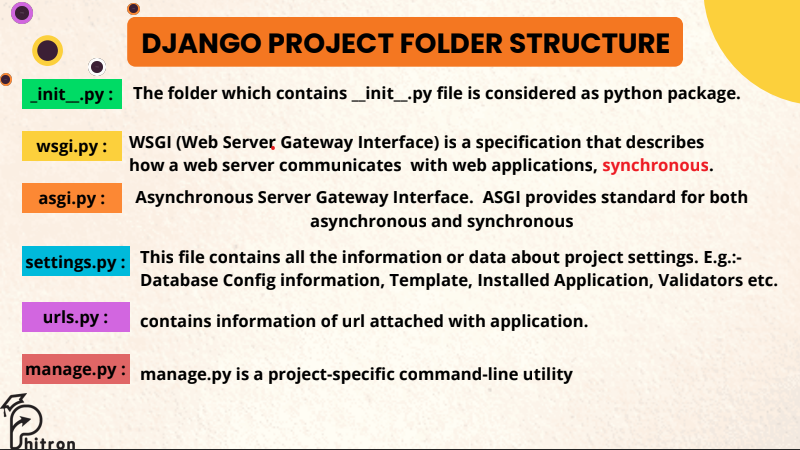 DJANGO PROJECT FOLDER STRUCTURE
_init__.py : The folder which contains __init__.py file is considered as python package.
wsgi.py : WSGI (Web Server Gateway Interface) is a specification that describes
how a web server communicates with web applications, synchronous.
asgi.py : Asynchronous Server Gateway Interface. ASGI provides standard for both
asynchronous and synchronous
settings.py : This file contains all the information or data about project settings. E.g.:-
Database Config information, Template, Installed Application, Validators etc.
urls.py : contains information of url attached with application.
manage.py : manage.py is a project-specific command-line utility
Phitron